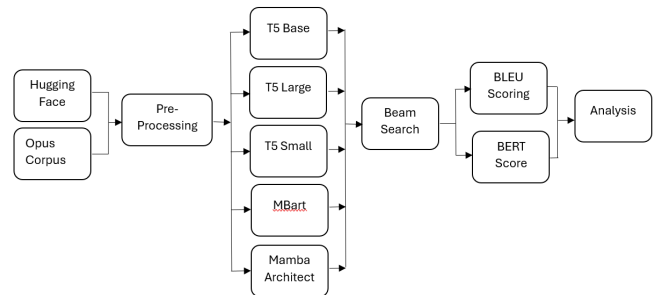 Hugging
Face
Opus
Corpus
Pre-
Processing
T5 Base
T5 Large
T5 Small
MBart
Mamba
Architect
Beam
Search
BLEU
Scoring
BERT
Score
Analysis